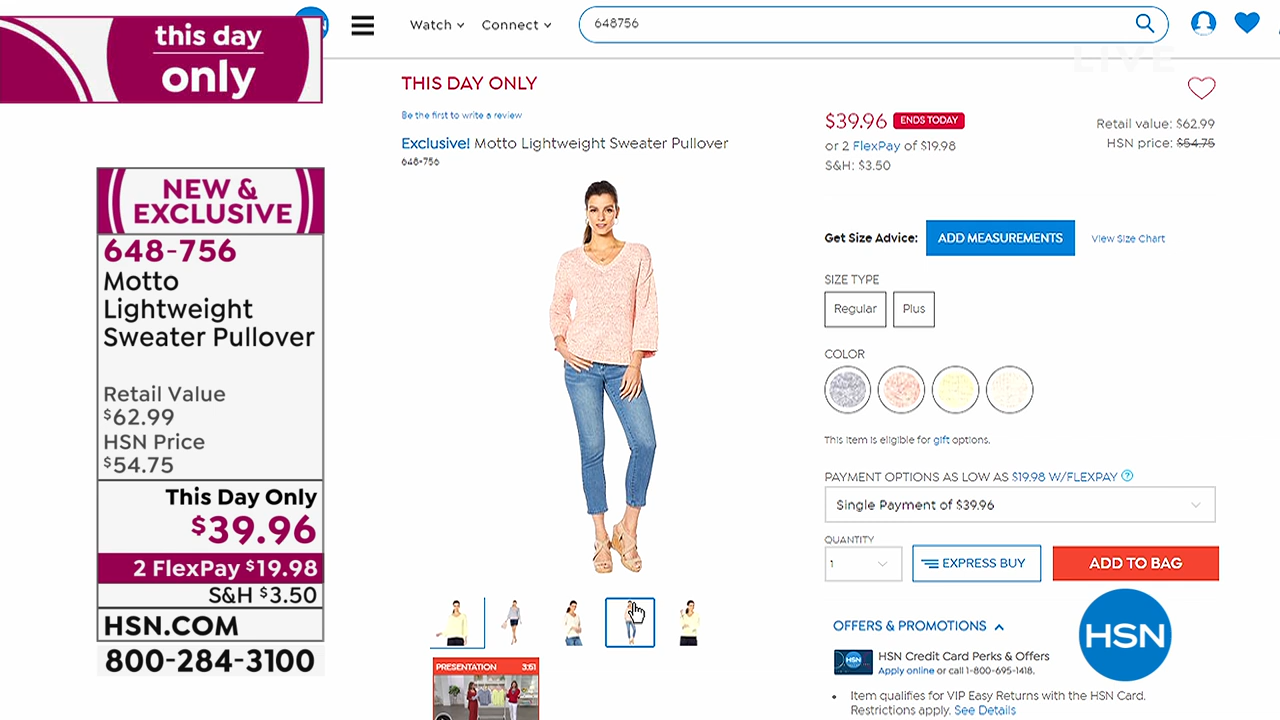 this day
only
NEW &
EXCLUSIVE
648-756
Motto
Lightweight
Sweater Pullover
Retail Value
$62.99
HSN Price
$54.75
This Day Only
$39.96
2 FlexPay $19.98
S&H $3.50
HSN.COM
800-284-3100
Watch
Connect
648756
LIVE
THIS DAY ONLY
Be the first to write a review
Exclusive! Motto Lightweight Sweater Pullover
648-756
PRESENTATION 3:51
$39.96 ENDS TODAY
or 2 FlexPay of $19.98
S&H: $3.50
Retail value: $62.99
HSN price: $54.75
Get Size Advice: ADD MEASUREMENTS View Size Chart
SIZE TYPE
Regular Plus
COLOR
This item is eligible for gift options.
PAYMENT OPTIONS AS LOW AS $19.98 W/FLEXPAY ?
Single Payment of $39.96
QUANTITY
1 EXPRESS BUY ADD TO BAG
OFFERS & PROMOTIONS
HSN
HSN Credit Card Perks & Offers
Apply online or call 1-800-695-1418.
• Item qualifies for VIP Easy Returns with the HSN Card.
Restrictions apply. See Details
HSN